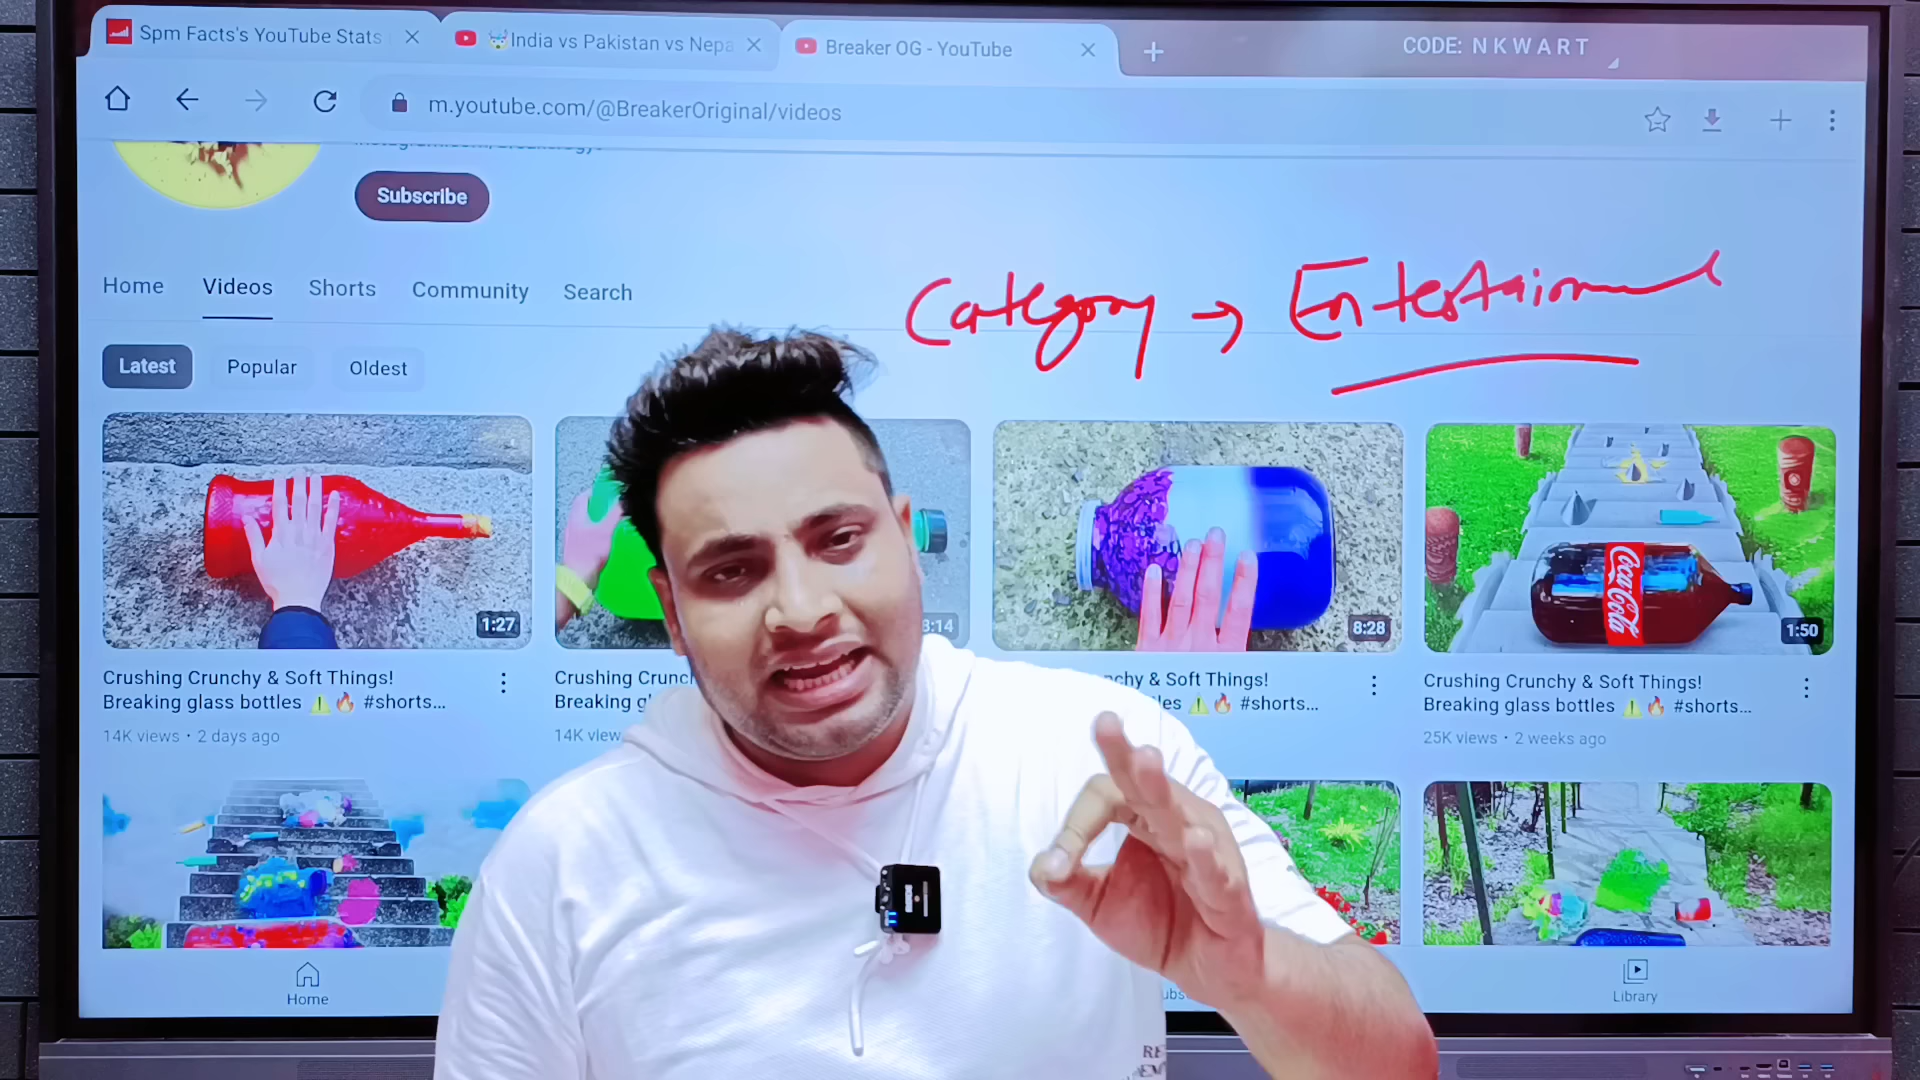 Spm Facts's YouTube Stats
🤯India vs Pakistan vs Nepa
Breaker OG - YouTube
CODE: N K W A R T
m.youtube.com/@BreakerOriginal/videos
Subscribe
Home
Videos
Shorts
Community
Search
Category → Entertainment
Latest
Popular
Oldest
1:27
3:14
8:28
Coca-Cola
1:50
Crushing Crunchy & Soft Things!
Breaking glass bottles ⚠️🔥 #shorts...
14K views • 2 days ago
Crushing Crunc
Breaking g
14K view
chy & Soft Things!
les ⚠️🔥 #shorts...
Crushing Crunchy & Soft Things!
Breaking glass bottles ⚠️🔥 #shorts...
25K views • 2 weeks ago
Home
Library